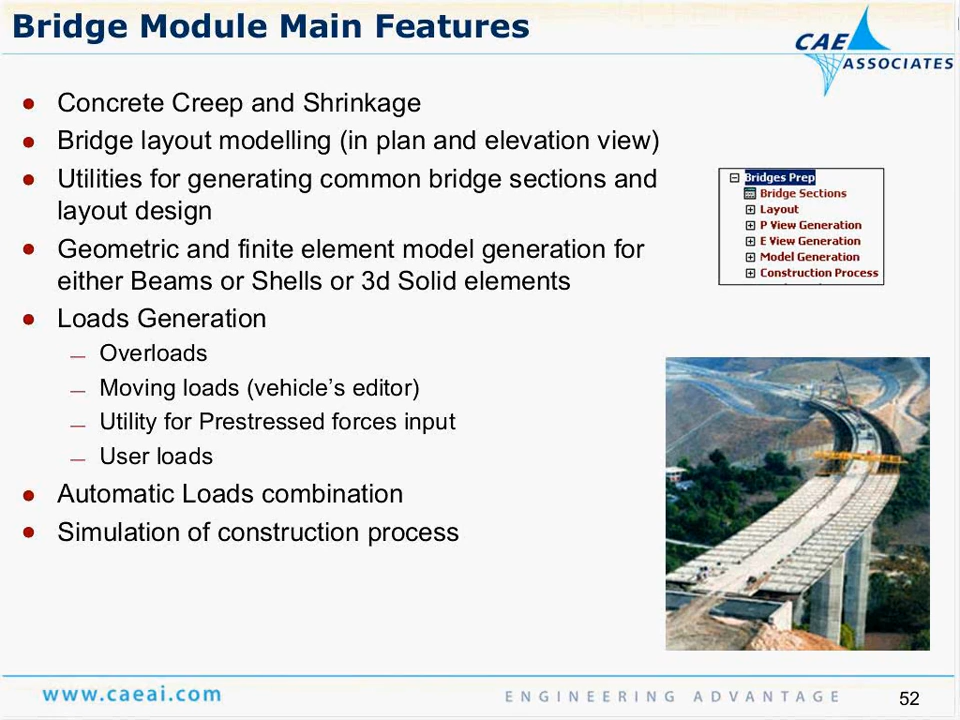 Bridge Module Main Features
CAE
ASSOCIATES
Concrete Creep and Shrinkage
Bridge layout modelling (in plan and elevation view)
Utilities for generating common bridge sections and
layout design
Geometric and finite element model generation for
either Beams or Shells or 3d Solid elements
Loads Generation
Overloads
Moving loads (vehicle’s editor)
Utility for Prestressed forces input
User loads
Automatic Loads combination
Simulation of construction process
Bridges Prep
Bridge Sections
Layout
P View Generation
E View Generation
Model Generation
Construction Process
www.caeai.com
ENGINEERING ADVANTAGE
52